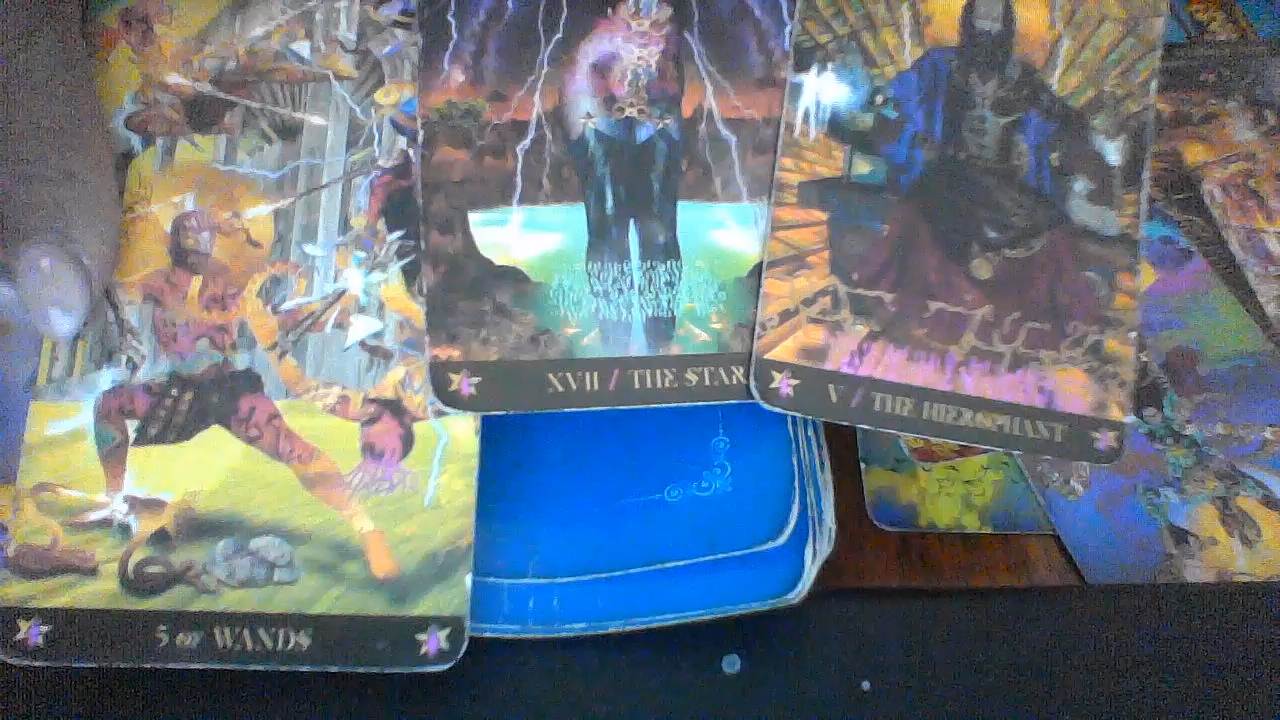 XVII / THE STAR
V / THE HIEROPHANT
5 OF WANDS